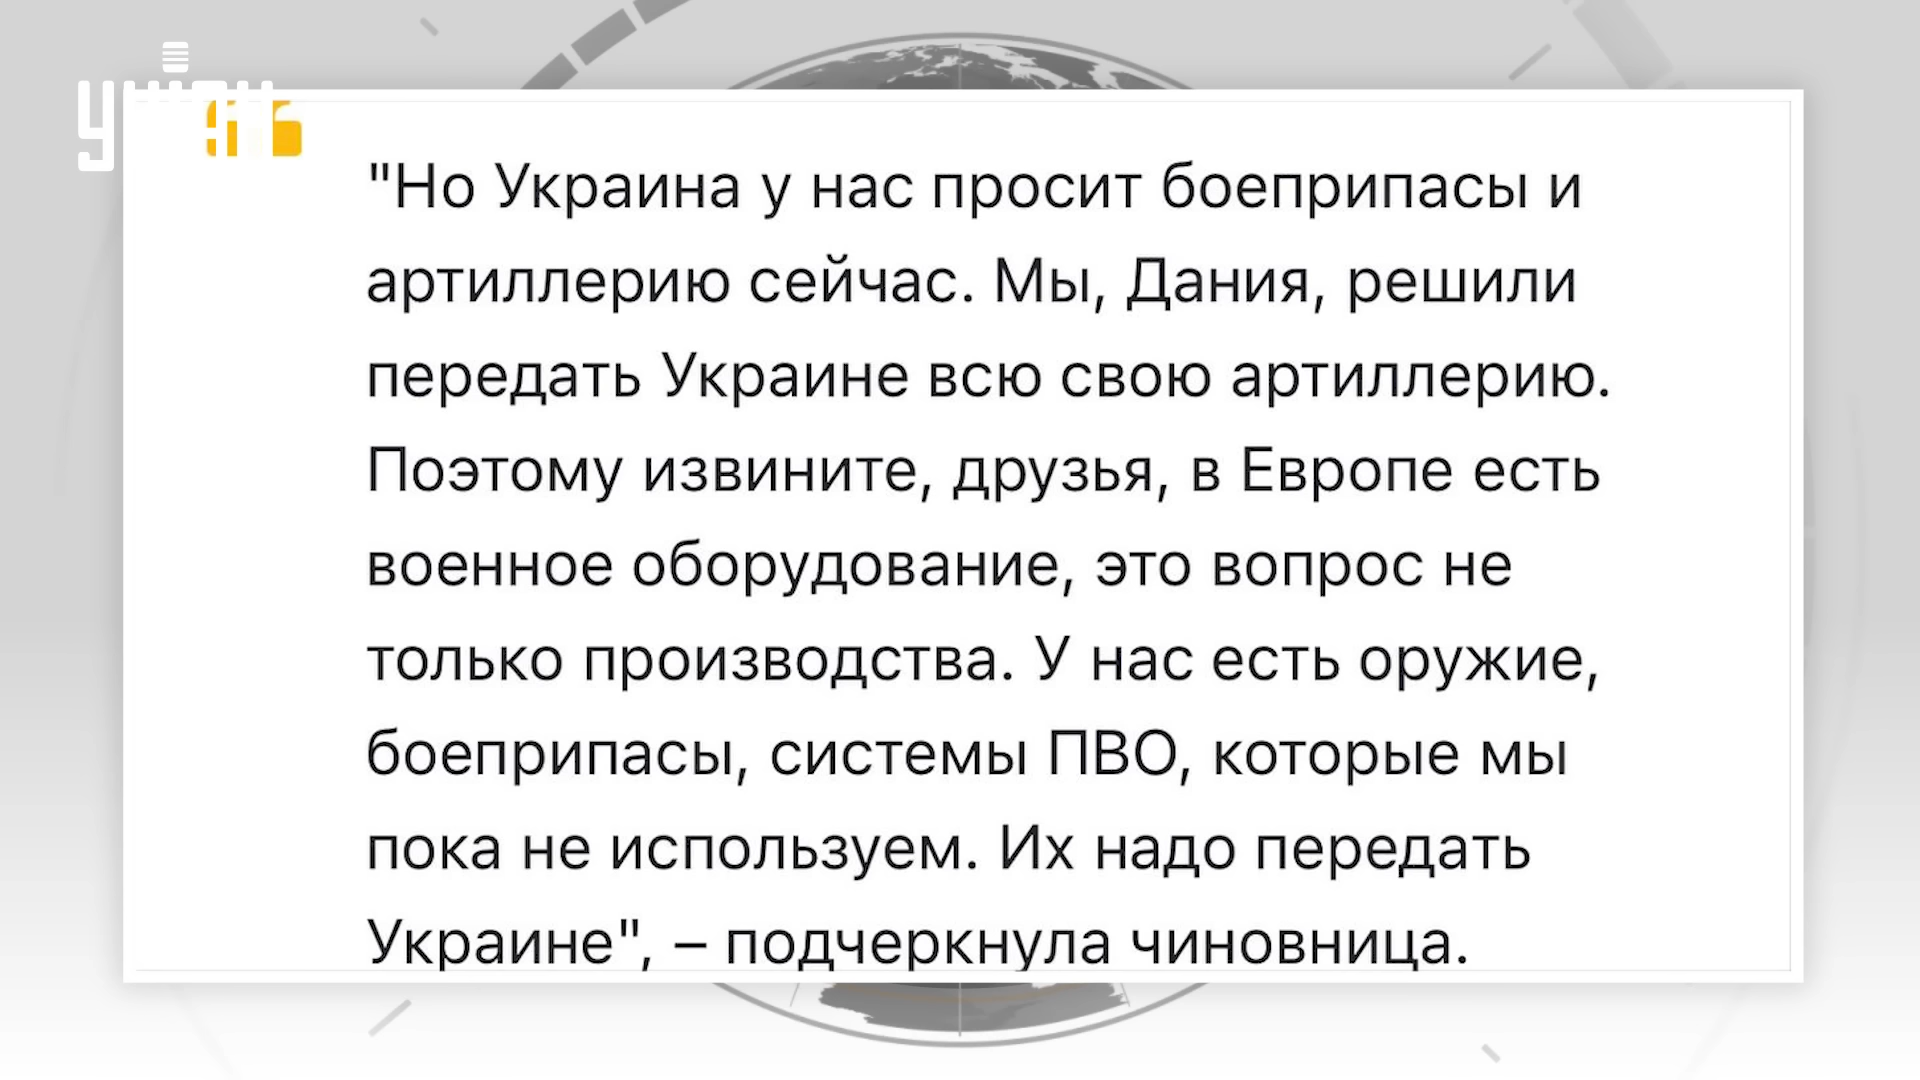 уніан
"Но Украина у нас просит боеприпасы и
артиллерию сейчас. Мы, Дания, решили
передать Украине всю свою артиллерию.
Поэтому извините, друзья, в Европе есть
военное оборудование, это вопрос не
только производства. У нас есть оружие,
боеприпасы, системы ПВО, которые мы
пока не используем. Их надо передать
Украине", – подчеркнула чиновница.